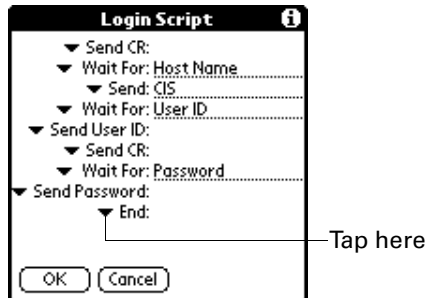 Login Script i
Send CR:
Wait For: Host Name
Send: CIS
Wait For: User ID
Send User ID:
Send CR:
Wait For: Password
Send Password:
End:
Tap here
OK Cancel